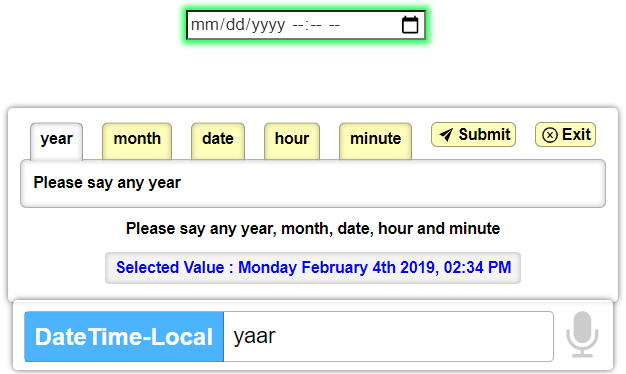 mm/dd/yyyy --:-- --
year month date hour minute Submit Exit
Please say any year
Please say any year, month, date, hour and minute
Selected Value : Monday February 4th 2019, 02:34 PM
DateTime-Local yaar